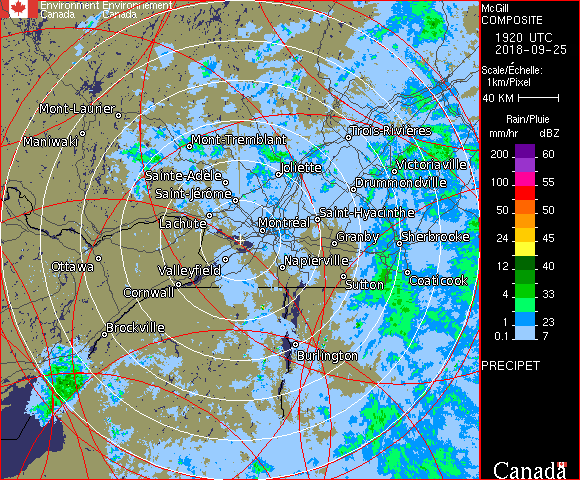 Environment Environnement
Canada Canada
McGill
COMPOSITE
1920 UTC
2018-09-25
Scale/Échelle:
1km/Pixel
40 KM
Rain/Pluie
mm/hr dBZ
200 60
100 55
50 50
24 45
12 40
4 33
1 23
0.1 7
PRECIPET
Canada
Mont-Laurier
Maniwaki
Mont-Tremblant
Trois-Rivières
Joliette
Victoriaville
Sainte-Adèle
Drummondville
Saint-Jérôme
Saint-Hyacinthe
Lachute
Montréal
Granby
Sherbrooke
Ottawa
Valleyfield
Napierville
Cornwall
Sutton
Coaticook
Brockville
Burlington